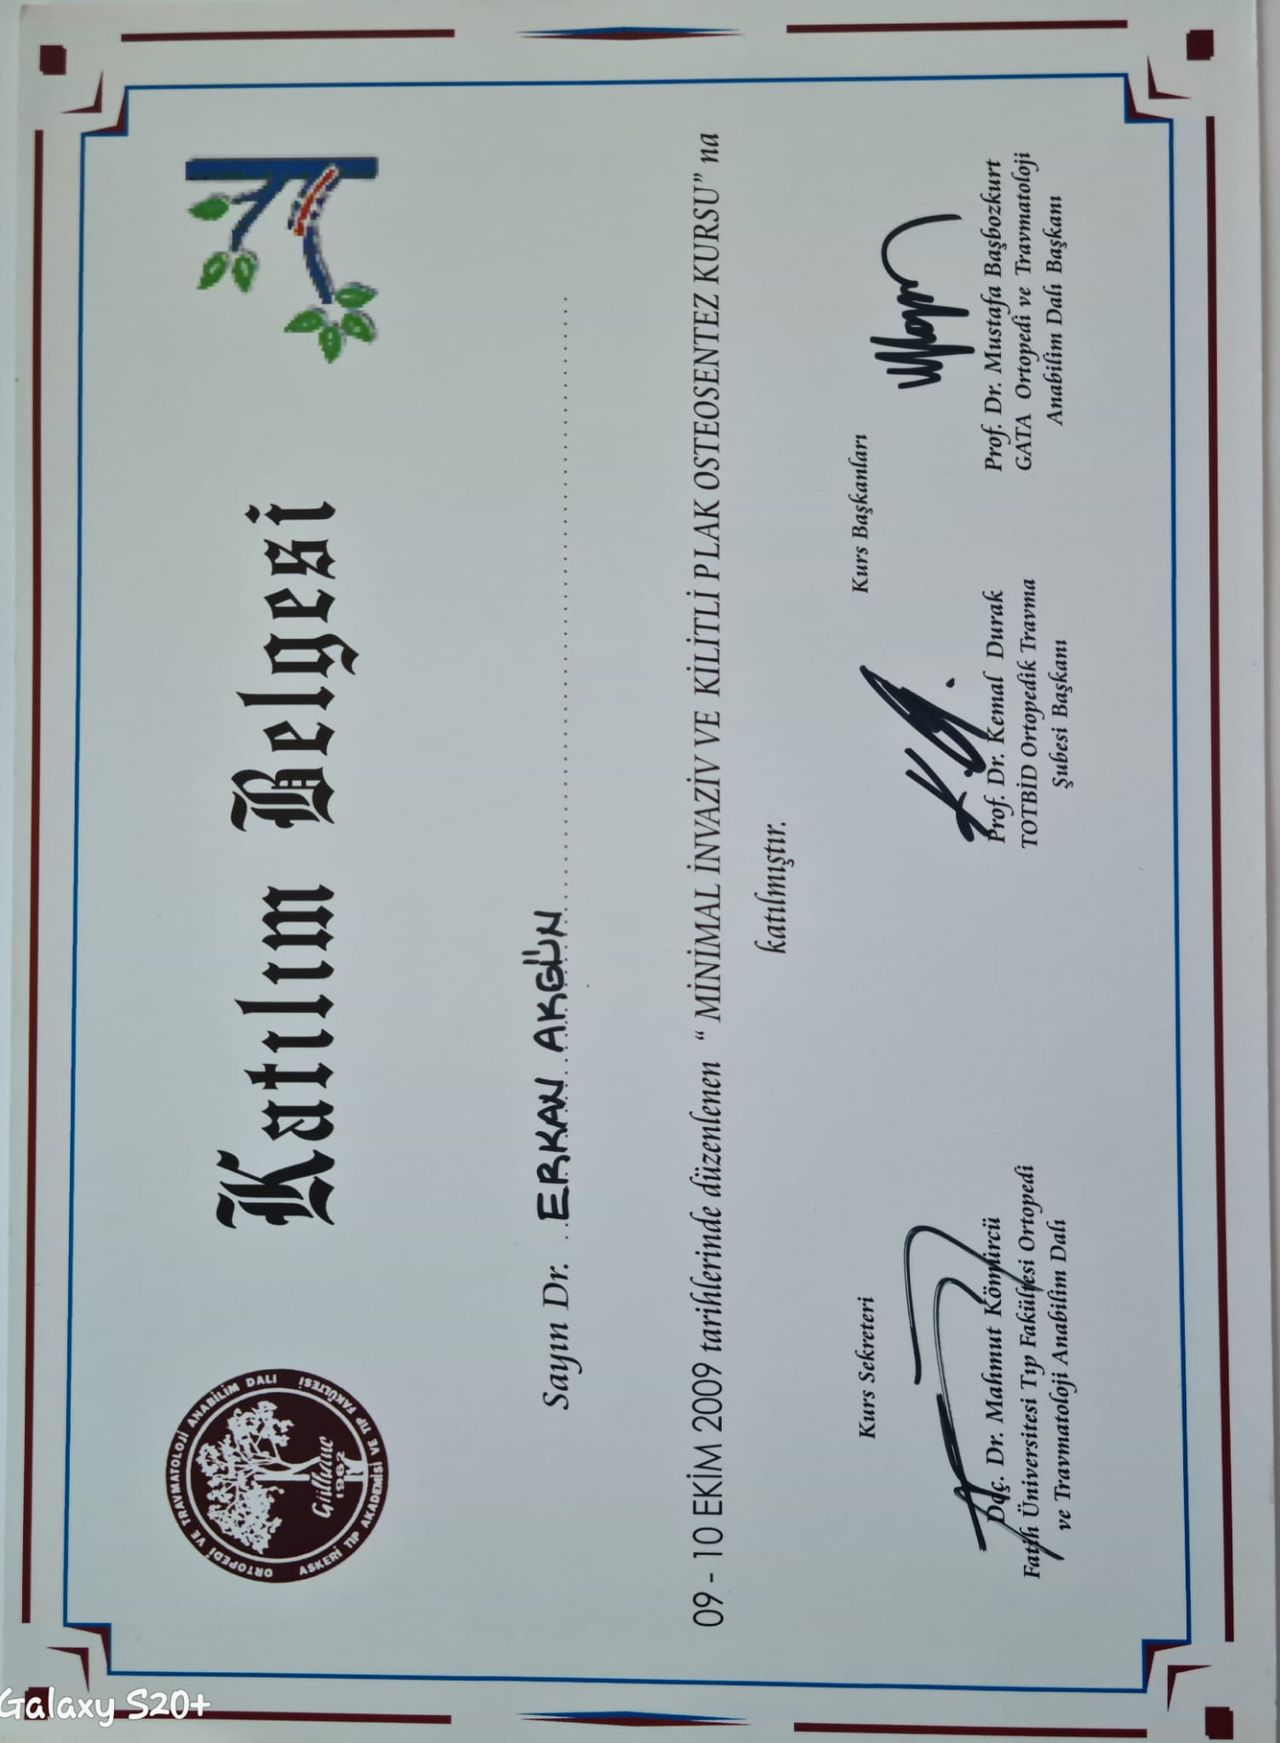 Katılım Belgesi
ORTOPEDİ VE TRAVMATOLOJİ ANABİLİM DALI
ASKERİ TIP AKADEMİSİ VE TIP FAKÜLTESİ
Gülhane
1962
Sayın Dr. ERKAN AKGÜN
09 - 10 EKİM 2009 tarihlerinde düzenlenen “ MİNİMAL İNVAZİV VE KİLİTLİ PLAK OSTEOSENTEZ KURSU” na
katılmıştır.
Kurs Sekreteri
Doç. Dr. Mahmut Kömürcü
Fatih Üniversitesi Tıp Fakültesi Ortopedi
ve Travmatoloji Anabilim Dalı
Kurs Başkanları
Prof. Dr. Kemal Durak
TOTBİD Ortopedik Travma
Şubesi Başkanı
Prof. Dr. Mustafa Başbozkurt
GATA Ortopedi ve Travmatoloji
Anabilim Dalı Başkanı
Galaxy S20+